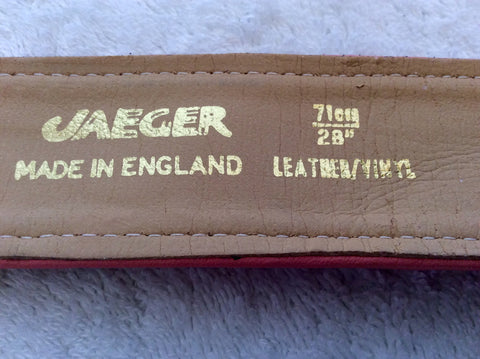 JAEGER
MADE IN ENGLAND
71cm
28"
LEATHER/VINYL